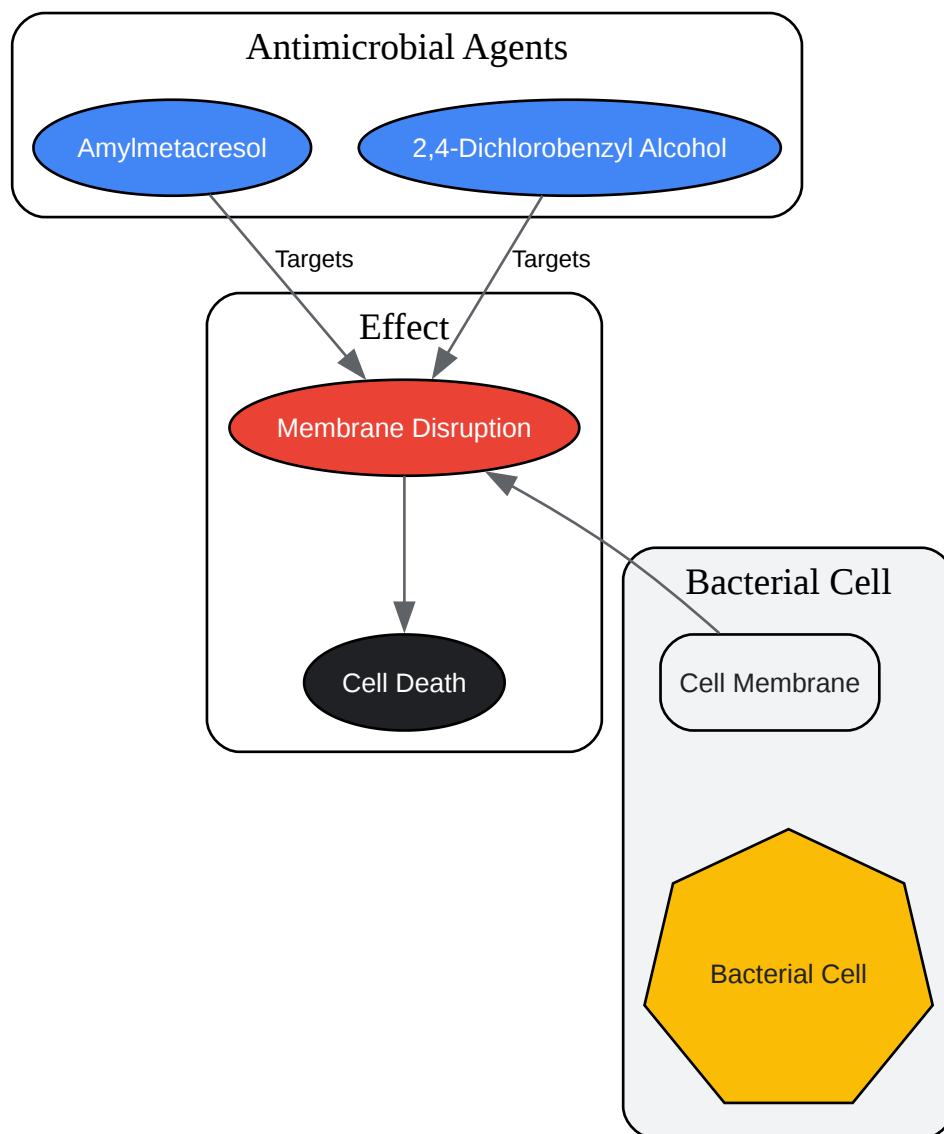 Antimicrobial Agents
Amylmetacresol
2,4-Dichlorobenzyl Alcohol
Targets
Targets
Effect
Membrane Disruption
Cell Death
Bacterial Cell
Cell Membrane
Bacterial Cell